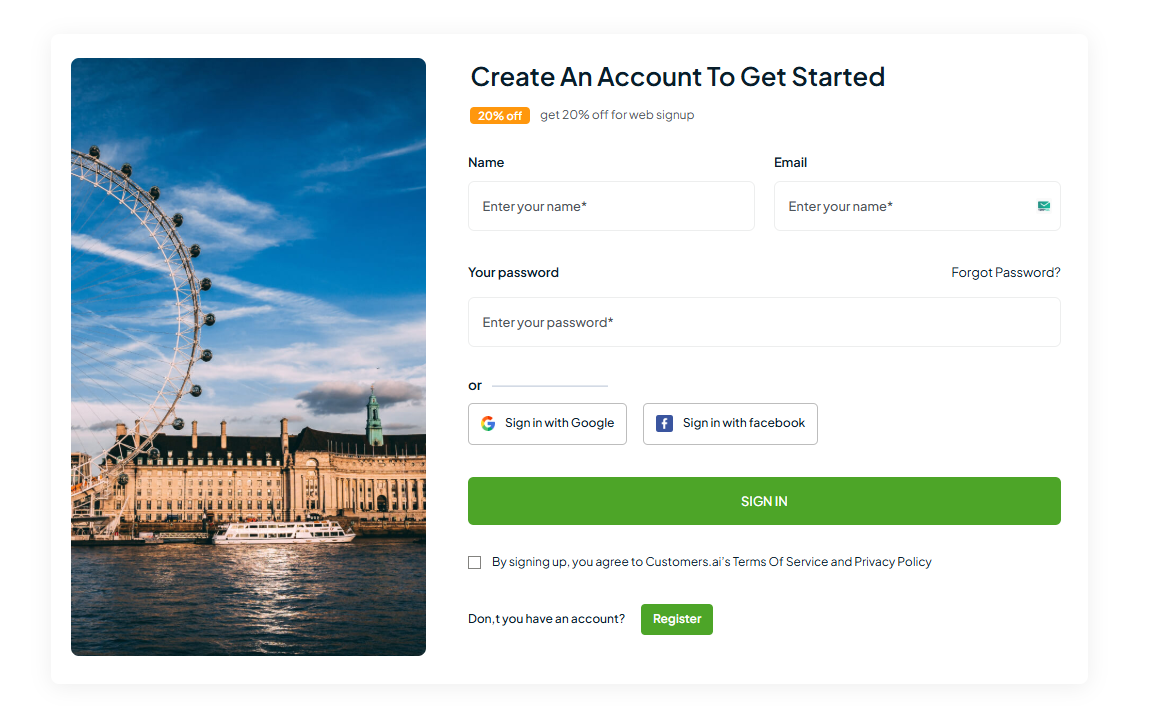 Create An Account To Get Started
20% off get 20% off for web signup
Name Email
Enter your name* Enter your name*
Your password Forgot Password?
Enter your password*
or
Sign in with Google Sign in with facebook
SIGN IN
By signing up, you agree to Customers.ai's Terms Of Service and Privacy Policy
Don,t you have an account? Register